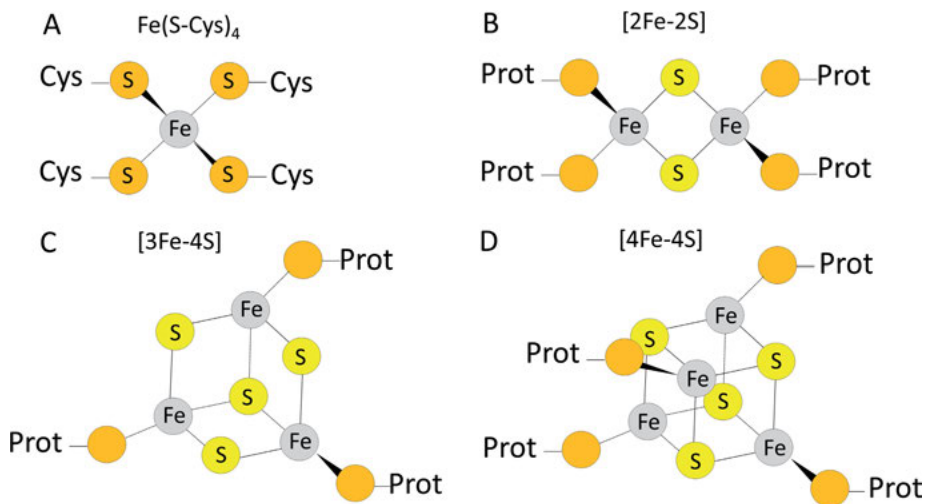 A Fe(S-Cys)4
Cys S S Cys
Fe
Cys S S Cys
B [2Fe-2S]
Prot S Prot
Fe Fe
Prot S Prot
C [3Fe-4S]
Prot
Fe
S
S
S
Fe
Fe
S
Prot
Prot
D [4Fe-4S]
Prot
Fe
S
Prot
S
Fe
S
Fe
Fe
S
Prot
Prot